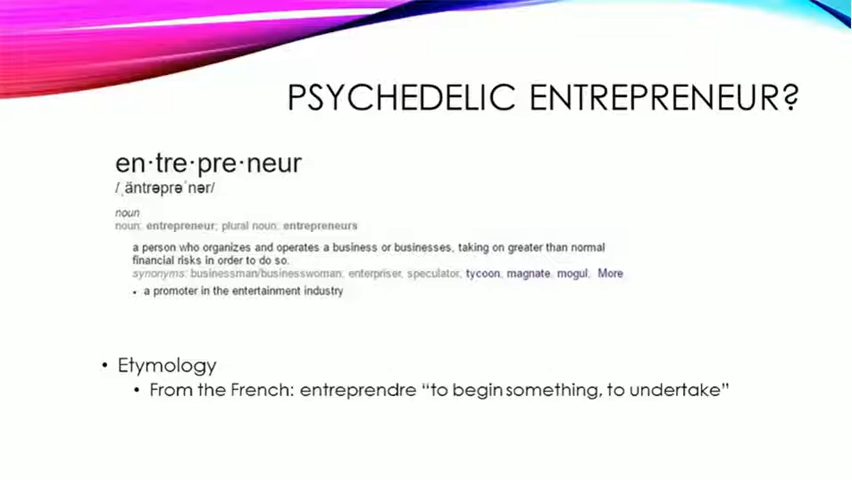 PSYCHEDELIC ENTREPRENEUR?
en·tre·pre·neur
/ˌäntrəprəˈnər/
noun
noun: entrepreneur; plural noun: entrepreneurs
a person who organizes and operates a business or businesses, taking on greater than normal
financial risks in order to do so.
synonyms: businessman/businesswoman, enterpriser, speculator, tycoon, magnate, mogul; More
• a promoter in the entertainment industry
• Etymology
• From the French: entreprendre “to begin something, to undertake”